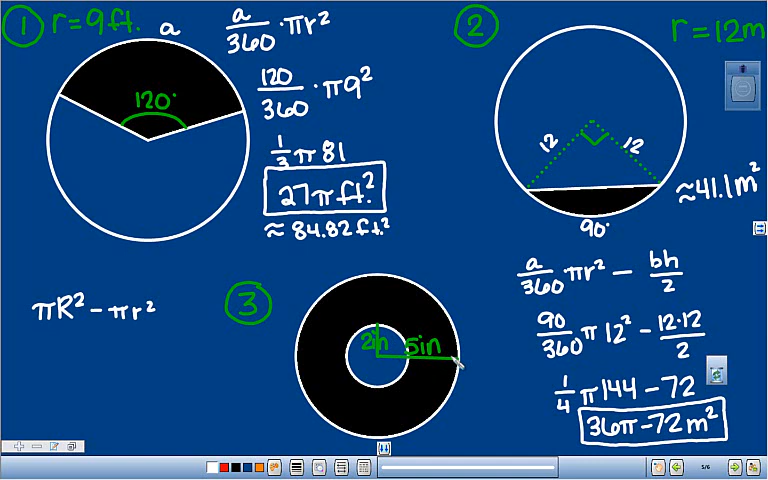 ① r=9ft.
a
a/360 · πr²
120°
120/360 · π9²
1/3 π 81
27π ft.²
≈ 84.82 ft.²
② r=12m
12 12
90°
≈41.1m²
a/360 πr² − bh/2
90/360 π 12² − 12·12/2
1/4 π144 − 72
36π−72m²
πR² − πr²
③
2in 5in
5/6